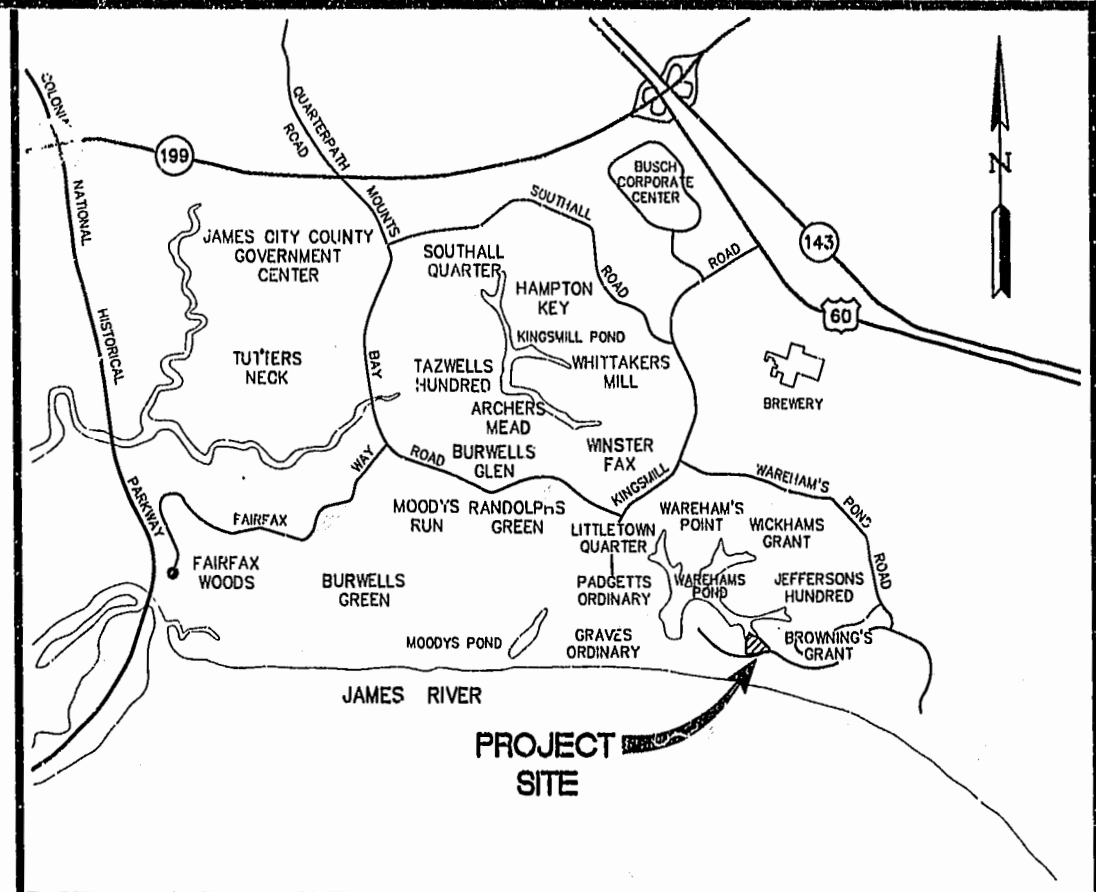 COLONIAL
NATIONAL
HISTORICAL
PARKWAY
199
QUARTERPATH
ROAD
MOUNTS
BAY
ROAD
JAMES CITY COUNTY
GOVERNMENT
CENTER
SOUTHALL
ROAD
BUSCH
CORPORATE
CENTER
N
143
60
ROAD
SOUTHALL
QUARTER
HAMPTON
KEY
KINGSMILL POND
TUTTERS
NECK
TAZWELLS
HUNDRED
WHITTAKERS
MILL
BREWERY
ARCHERS
MEAD
BURWELLS
GLEN
WINSTER
FAX
KINGSMILL
WAREHAM'S
POND
ROAD
FAIRFAX
WAY
MOODYS
RUN
RANDOLPHS
GREEN
WAREHAM'S
POINT
WICKHAMS
GRANT
LITTLETOWN
QUARTER
FAIRFAX
WOODS
BURWELLS
GREEN
PADGETTS
ORDINARY
WAREHAMS
POND
JEFFERSONS
HUNDRED
MOODYS POND
GRAVES
ORDINARY
BROWNING'S
GRANT
JAMES RIVER
PROJECT
SITE